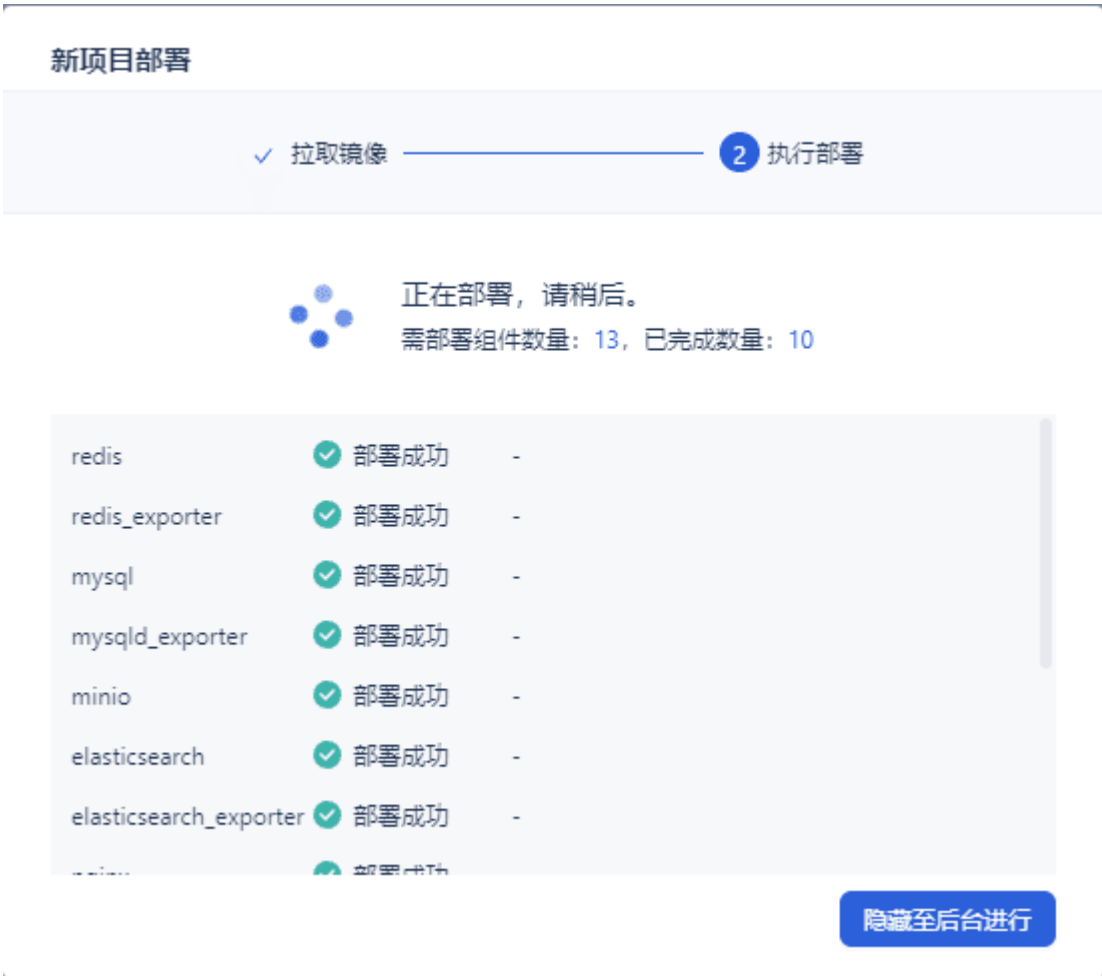 新项目部署
拉取镜像 2 执行部署
正在部署，请稍后。
需部署组件数量：13，已完成数量：10
redis 部署成功 -
redis_exporter 部署成功 -
mysql 部署成功 -
mysqld_exporter 部署成功 -
minio 部署成功 -
elasticsearch 部署成功 -
elasticsearch_exporter 部署成功 -
部署成功
隐藏至后台进行